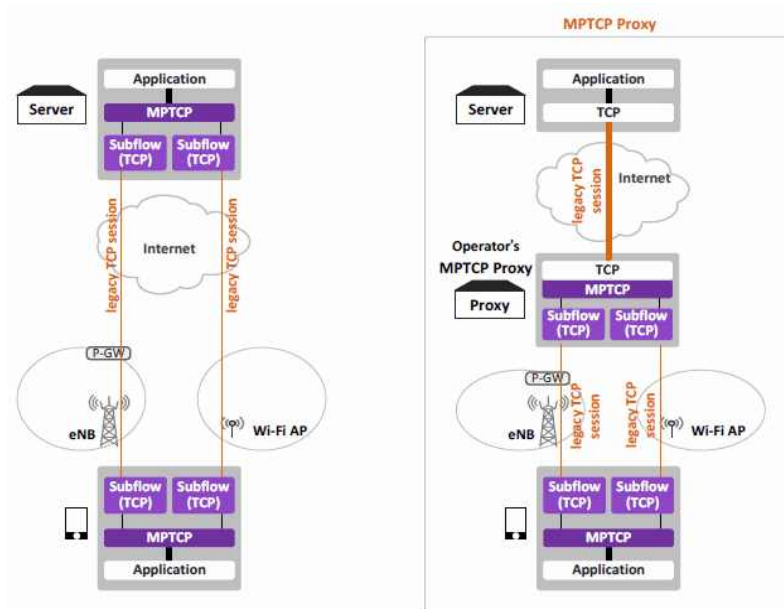 MPTCP Proxy
Application
Server
MPTCP
Subflow
(TCP)
Subflow
(TCP)
legacy TCP session
Internet
legacy TCP session
P-GW
eNB
Wi-Fi AP
Subflow
(TCP)
Subflow
(TCP)
MPTCP
Application
Application
Server
TCP
legacy TCP
session
Internet
Operator's
MPTCP Proxy
TCP
MPTCP
Proxy
Subflow
(TCP)
Subflow
(TCP)
P-GW
legacy TCP
session
legacy TCP
session
eNB
Wi-Fi AP
Subflow
(TCP)
Subflow
(TCP)
MPTCP
Application